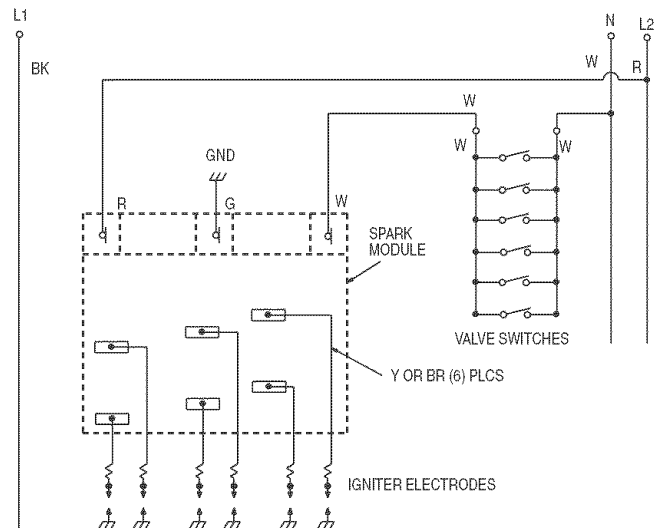 L1
N
L2
BK
W
R
W
W
W
GND
R
G
W
SPARK
MODULE
VALVE SWITCHES
Y OR BR (6) PLCS
IGNITER ELECTRODES